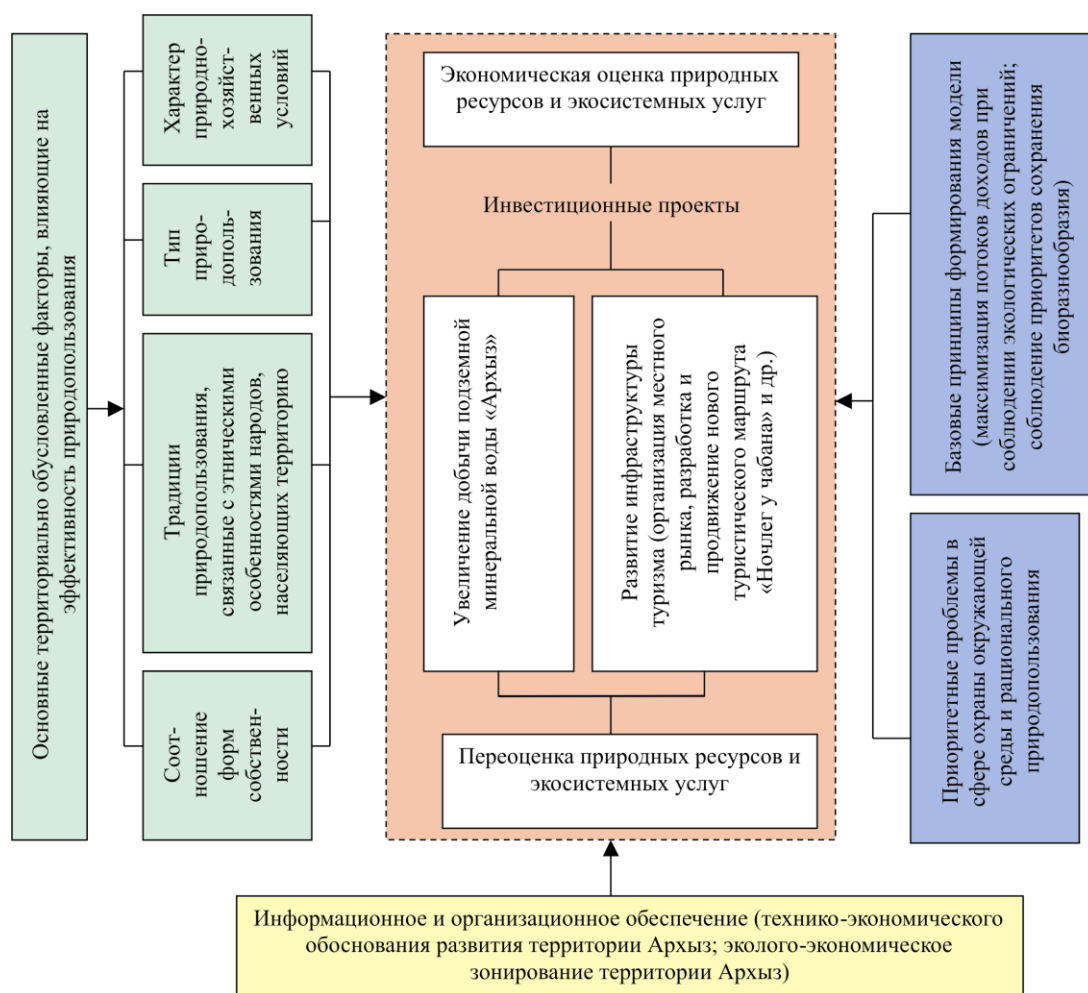 Основные территориально обусловленные факторы, влияющие на
эффективность природопользования
Характер
природно-
хозяйст-
венных
условий
Тип
приро-
дополь-
зования
Традиции
природопользования,
связанные с этническими
особенностями народов,
населяющих территорию
Соот-
ношение
форм
собствен-
ности
Экономическая оценка природных
ресурсов и экосистемных услуг
Инвестиционные проекты
Увеличение добычи подземной
минеральной воды «Архыз»
Развитие инфраструктуры
туризма (организация местного
рынка, разработка и
продвижение нового
туристического маршрута
«Ночлег у чабана» и др.)
Переоценка природных ресурсов и
экосистемных услуг
Базовые принципы формирования модели
(максимизация потоков доходов при
соблюдении экологических ограничений;
соблюдение приоритетов сохранения
биоразнообразия)
Приоритетные проблемы в
сфере охраны окружающей
среды и рационального
природопользования
Информационное и организационное обеспечение (технико-экономического
обоснования развития территории Архыз; эколого-экономическое
зонирование территории Архыз)